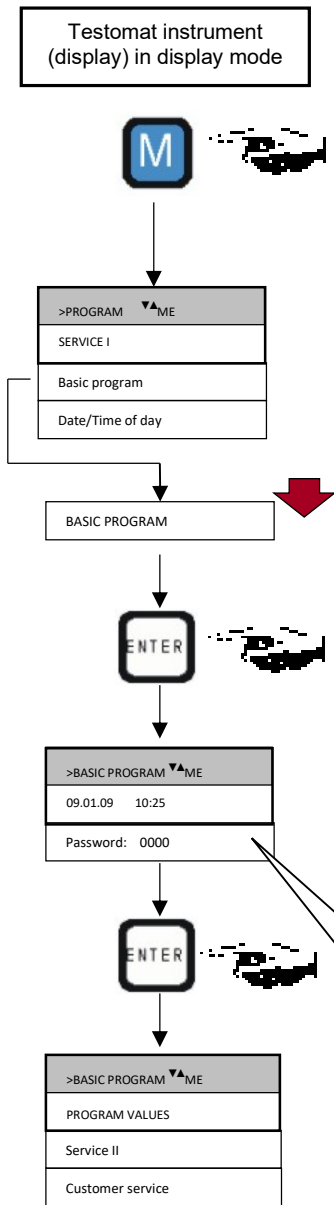 Testomat instrument
(display) in display mode
M
>PROGRAM ▼▲ME
SERVICE I
Basic program
Date/Time of day
BASIC PROGRAM
ENTER
>BASIC PROGRAM ▼▲ME
09.01.09 10:25
Password: 0000
ENTER
>BASIC PROGRAM ▼▲ME
PROGRAM VALUES
Service II
Customer service